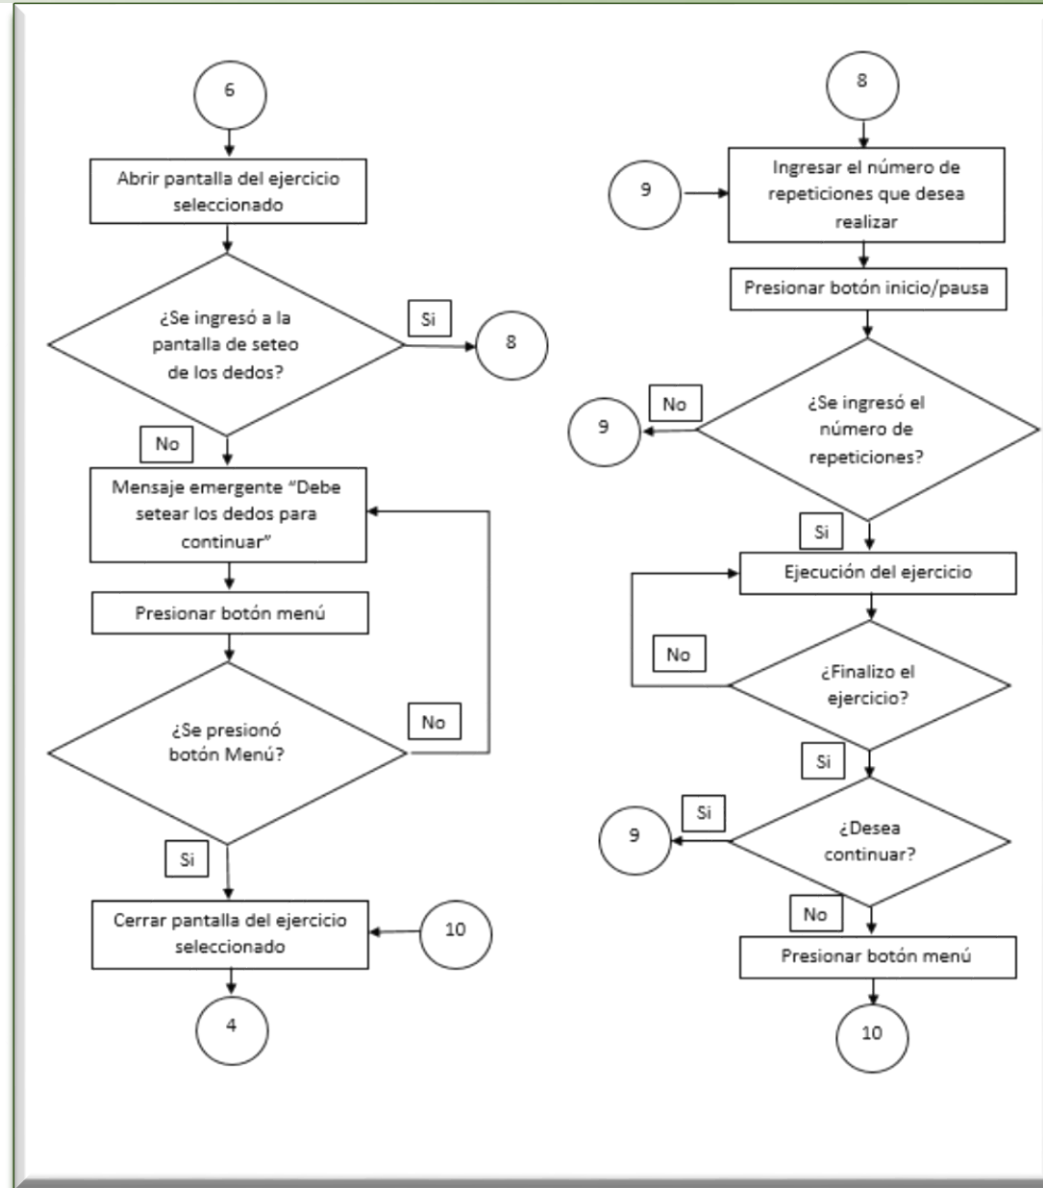 6
Abrir pantalla del ejercicio
seleccionado
¿Se ingresó a la
pantalla de seteo
de los dedos?
Si
8
No
Mensaje emergente “Debe
setear los dedos para
continuar”
Presionar botón menú
¿Se presionó
botón Menú?
No
Si
Cerrar pantalla del ejercicio
seleccionado
10
4
8
9
Ingresar el número de
repeticiones que desea
realizar
Presionar botón inicio/pausa
¿Se ingresó el
número de
repeticiones?
No
9
Si
Ejecución del ejercicio
¿Finalizo el
ejercicio?
No
Si
¿Desea
continuar?
Si
9
No
Presionar botón menú
10